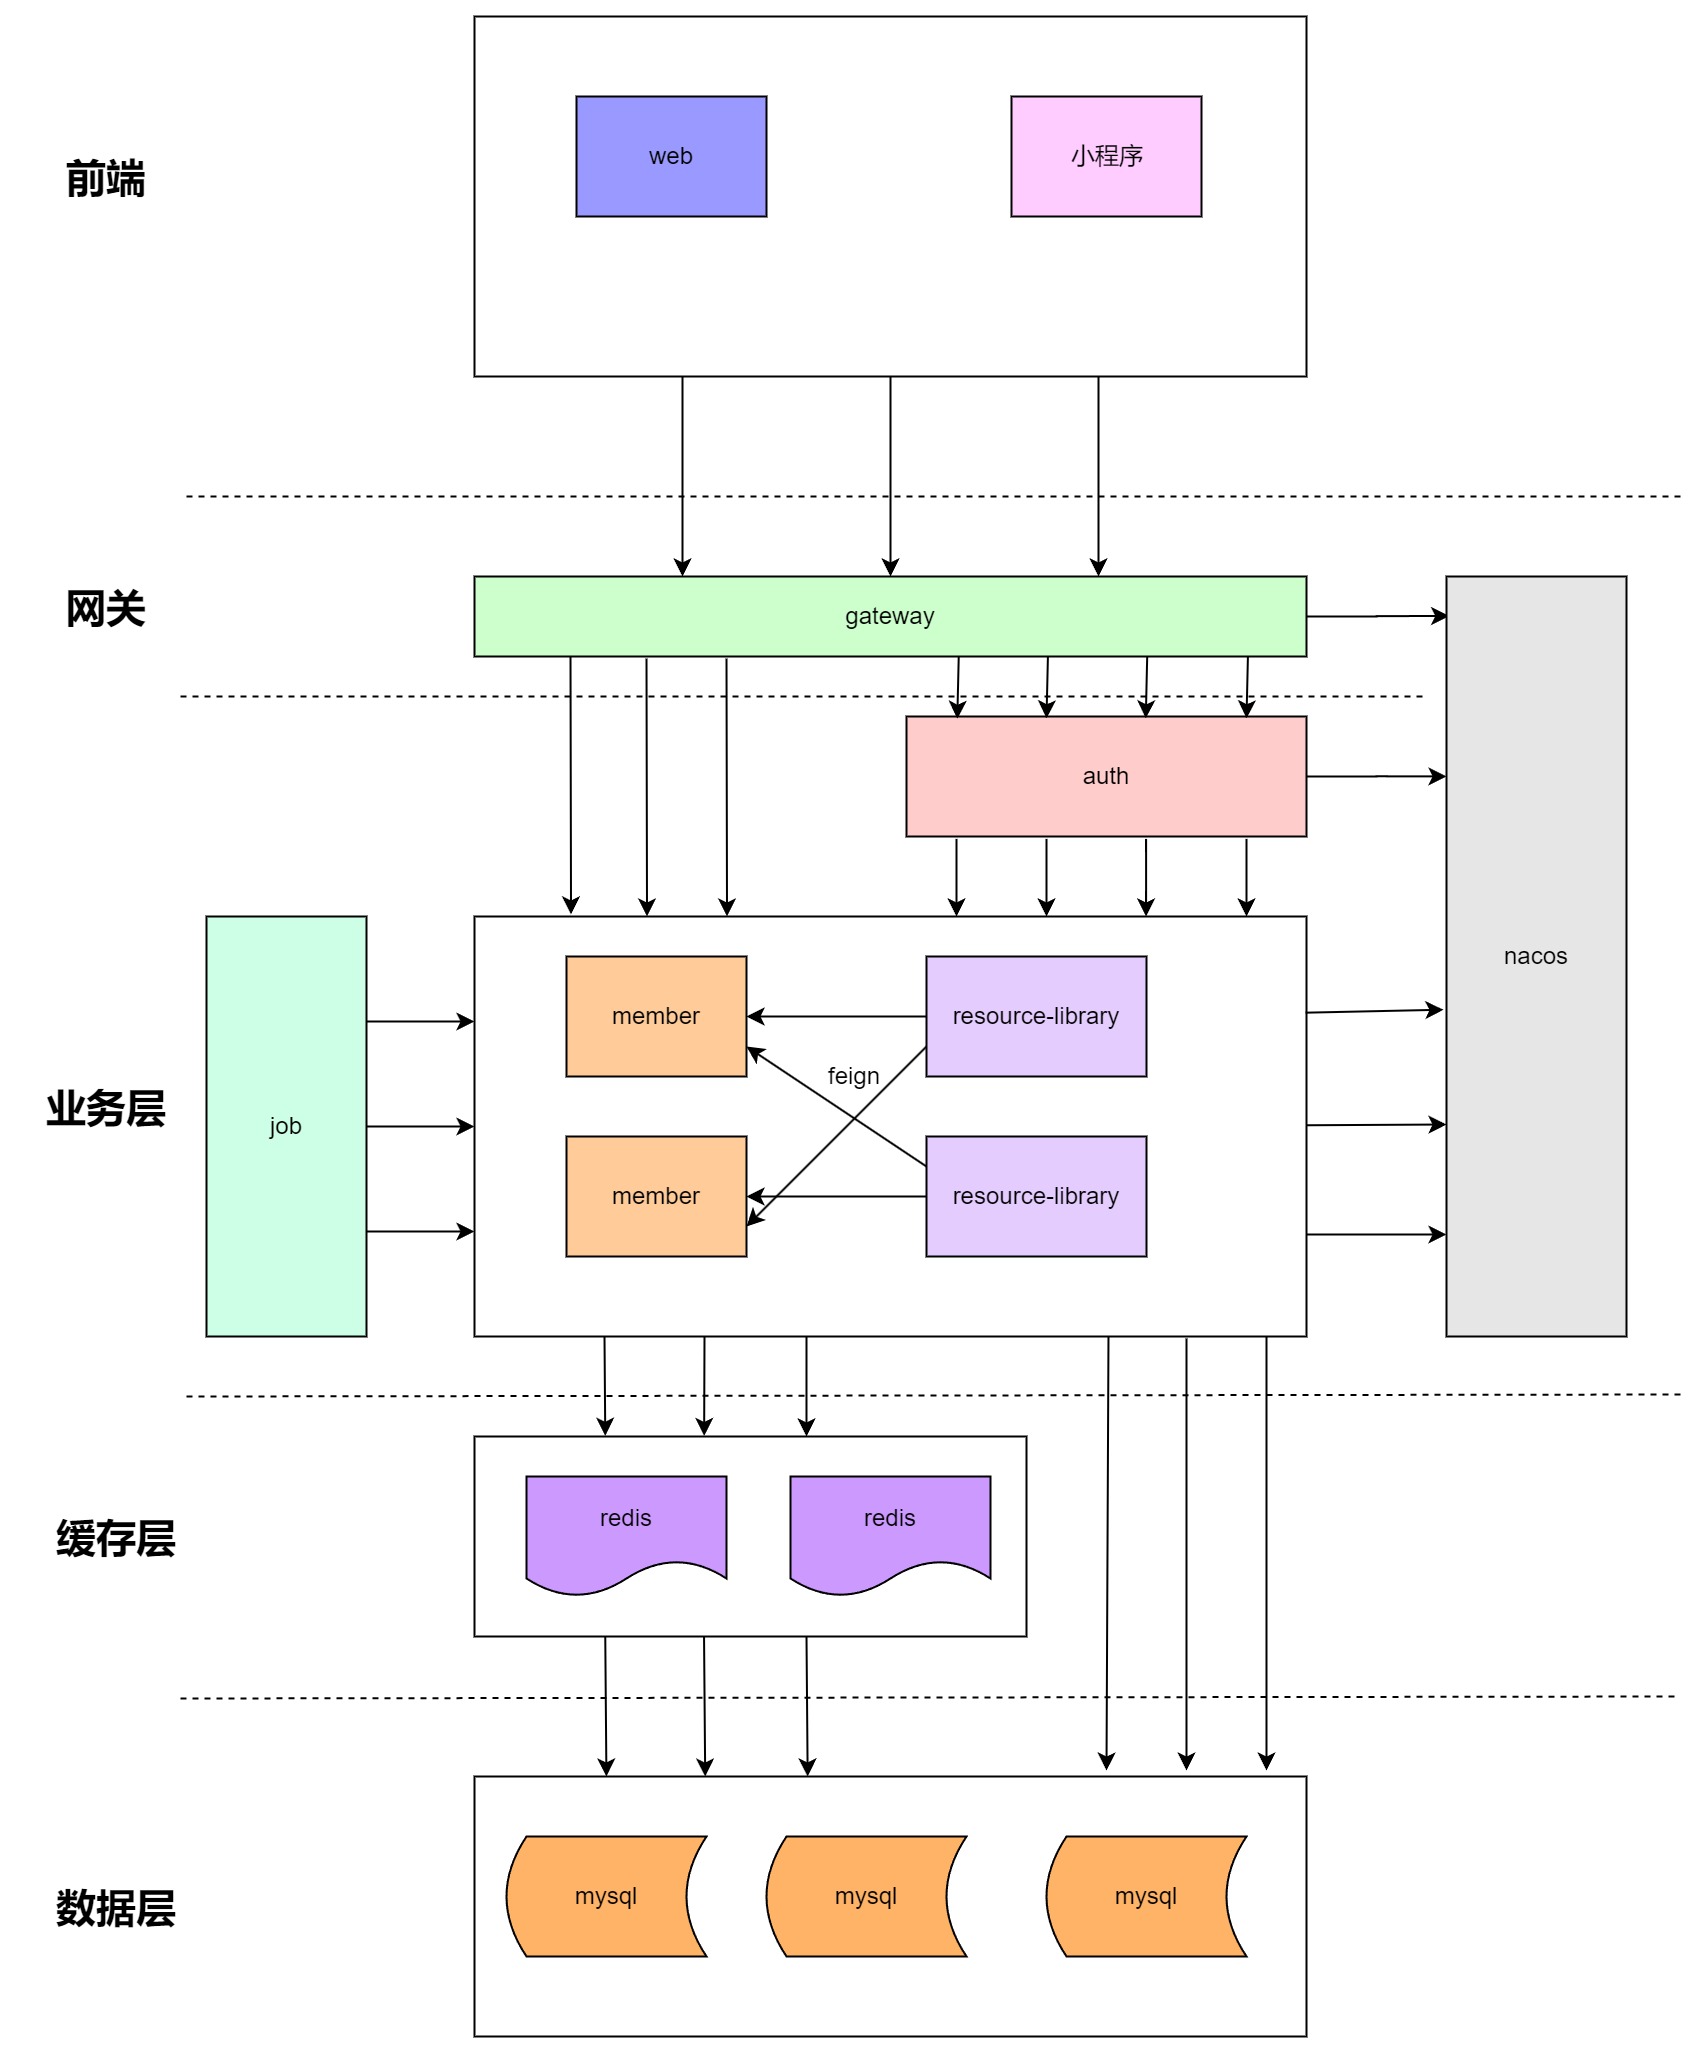 web
小程序
前端
网关
gateway
auth
nacos
member
resource-library
feign
业务层
job
member
resource-library
redis
redis
缓存层
mysql
mysql
mysql
数据层